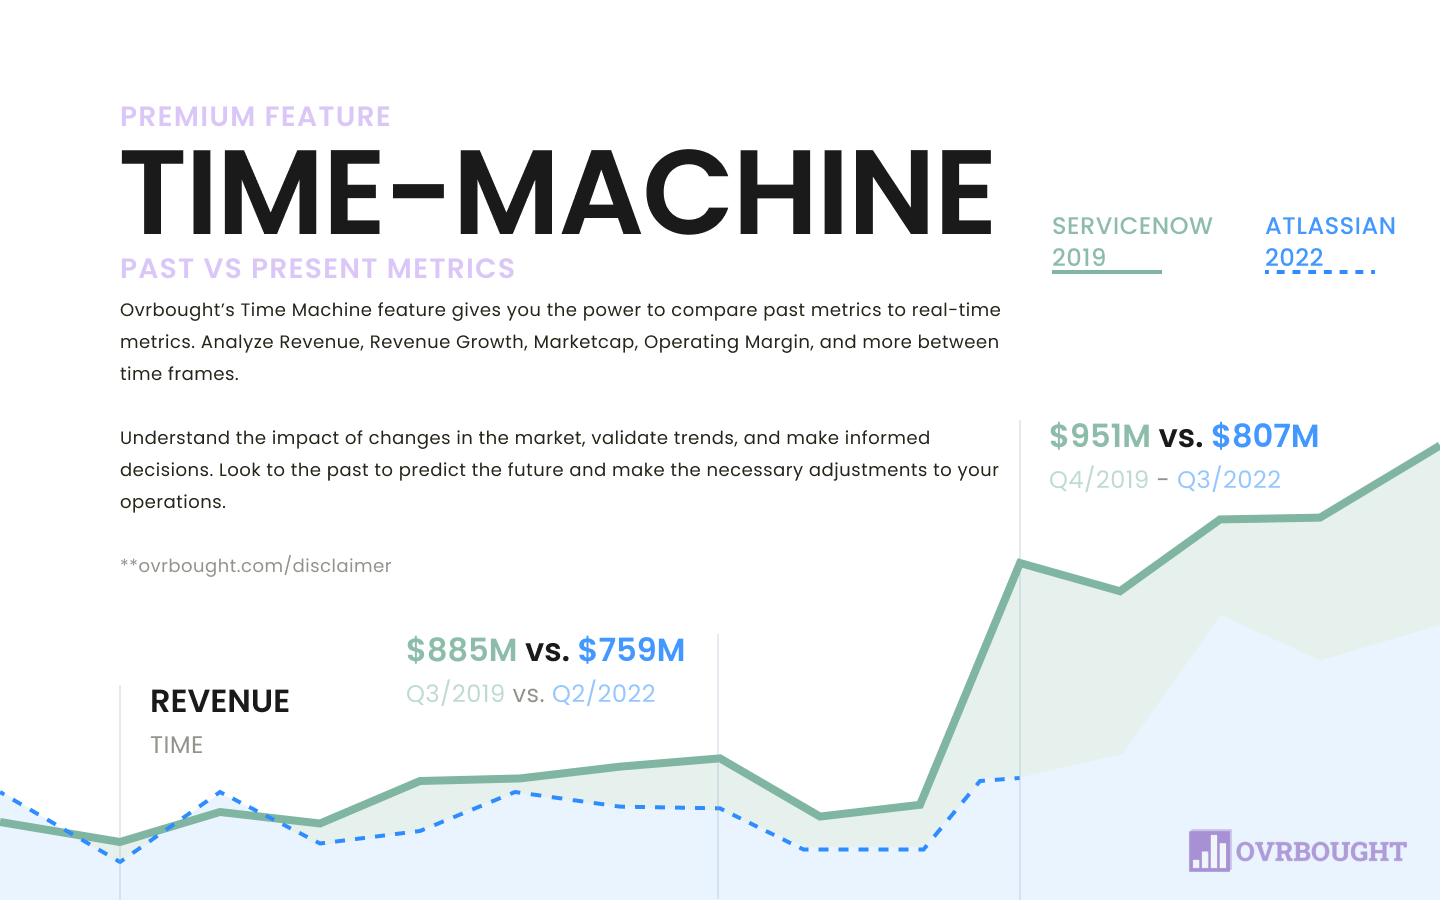 PREMIUM FEATURE
TIME-MACHINE
PAST VS PRESENT METRICS
SERVICENOW
2019
ATLASSIAN
2022
Ovrbought’s Time Machine feature gives you the power to compare past metrics to real-time
metrics. Analyze Revenue, Revenue Growth, Marketcap, Operating Margin, and more between
time frames.
Understand the impact of changes in the market, validate trends, and make informed
decisions. Look to the past to predict the future and make the necessary adjustments to your
operations.
**ovrbought.com/disclaimer
$951M vs. $807M
Q4/2019 - Q3/2022
$885M vs. $759M
Q3/2019 vs. Q2/2022
REVENUE
TIME
OVRBOUGHT